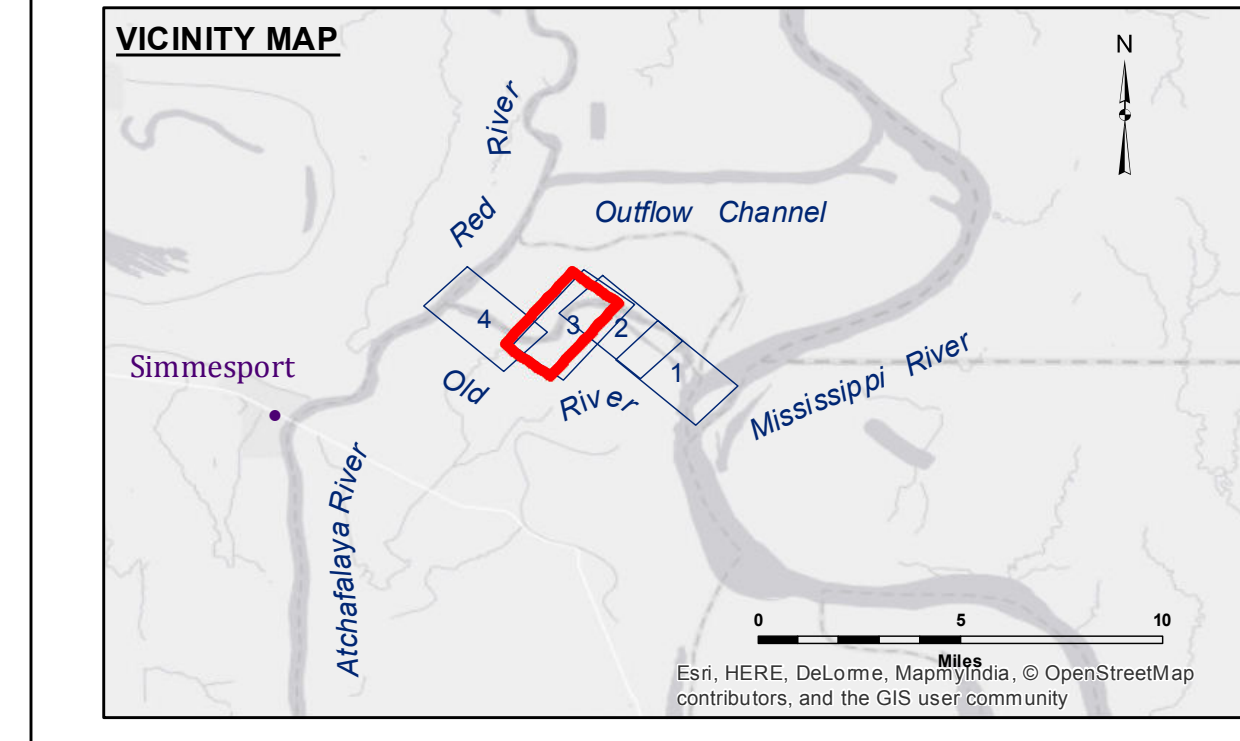 VICINITY MAP
N
Red River
Outflow Channel
4
3
2
1
Simmesport
Old River
Mississippi River
Atchafalaya River
0 5 10
Miles
Esri, HERE, DeLorme, MapmyIndia, © OpenStreetMap
contributors, and the GIS user community